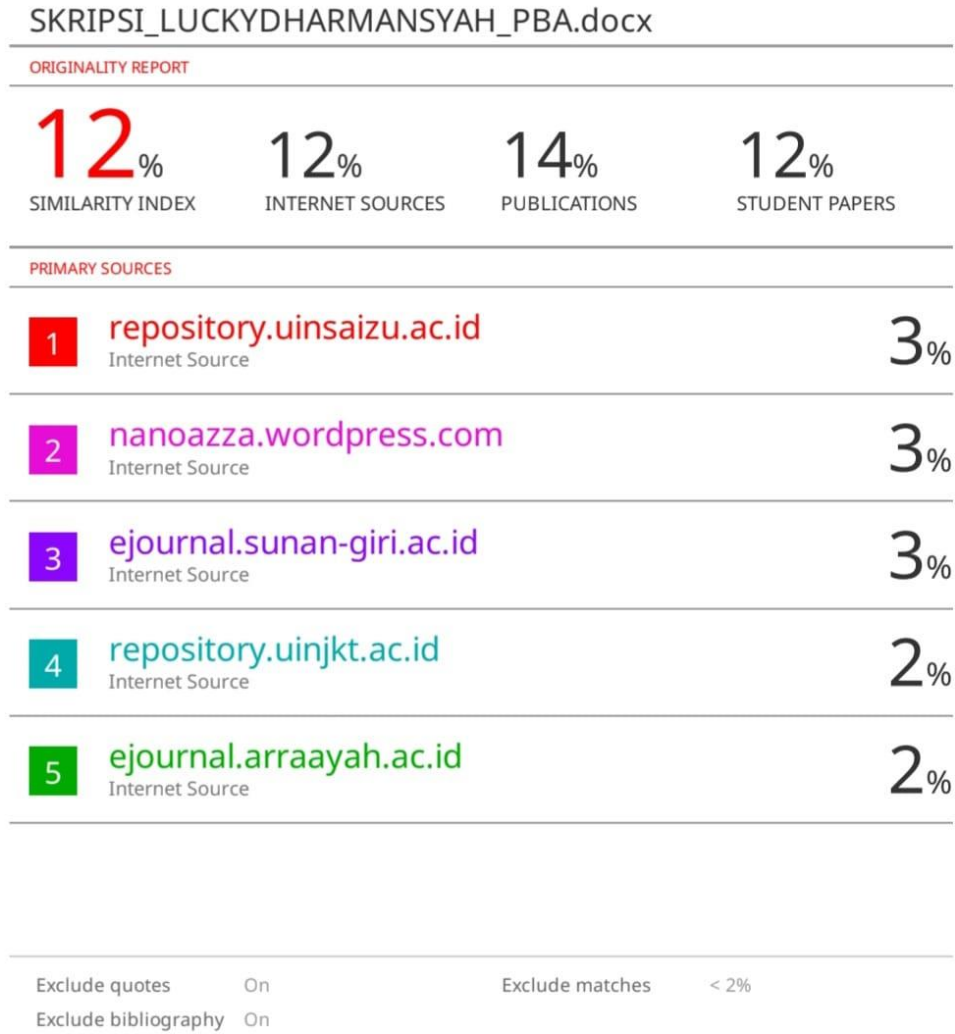 SKRIPSI_LUCKYDHARMANSYAH_PBA.docx
ORIGINALITY REPORT
12% 12% 14% 12%
SIMILARITY INDEX INTERNET SOURCES PUBLICATIONS STUDENT PAPERS
PRIMARY SOURCES
1 repository.uinsaizu.ac.id 3%
Internet Source
2 nanoazza.wordpress.com 3%
Internet Source
3 ejournal.sunan-giri.ac.id 3%
Internet Source
4 repository.uinjkt.ac.id 2%
Internet Source
5 ejournal.arraayah.ac.id 2%
Internet Source
Exclude quotes On Exclude matches < 2%
Exclude bibliography On